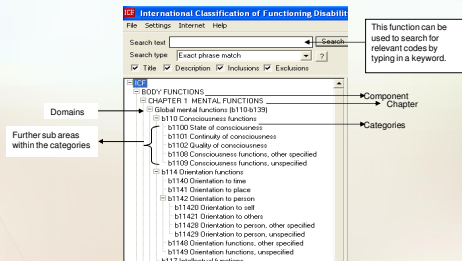 ICF International Classification of Functioning Disabilit
File Settings Internet Help
Search text
Search
Search type
Exact phrase match
?
Title Description Inclusions Exclusions
ICF
BODY FUNCTIONS
CHAPTER 1 MENTAL FUNCTIONS
Global mental functions (b110-b139)
b110 Consciousness functions
b1100 State of consciousness
b1101 Continuity of consciousness
b1102 Quality of consciousness
b1108 Consciousness functions, other specified
b1109 Consciousness functions, unspecified
b114 Orientation functions
b1140 Orientation to time
b1141 Orientation to place
b1142 Orientation to person
b11420 Orientation to self
b11421 Orientation to others
b11428 Orientation to person, other specified
b11429 Orientation to person, unspecified
b1148 Orientation functions, other specified
b1149 Orientation functions, unspecified
b117 Intellectual functions
This function can be
used to search for
relevant codes by
typing in a keyword.
Component
Chapter
Categories
Domains
Further sub areas
within the categories